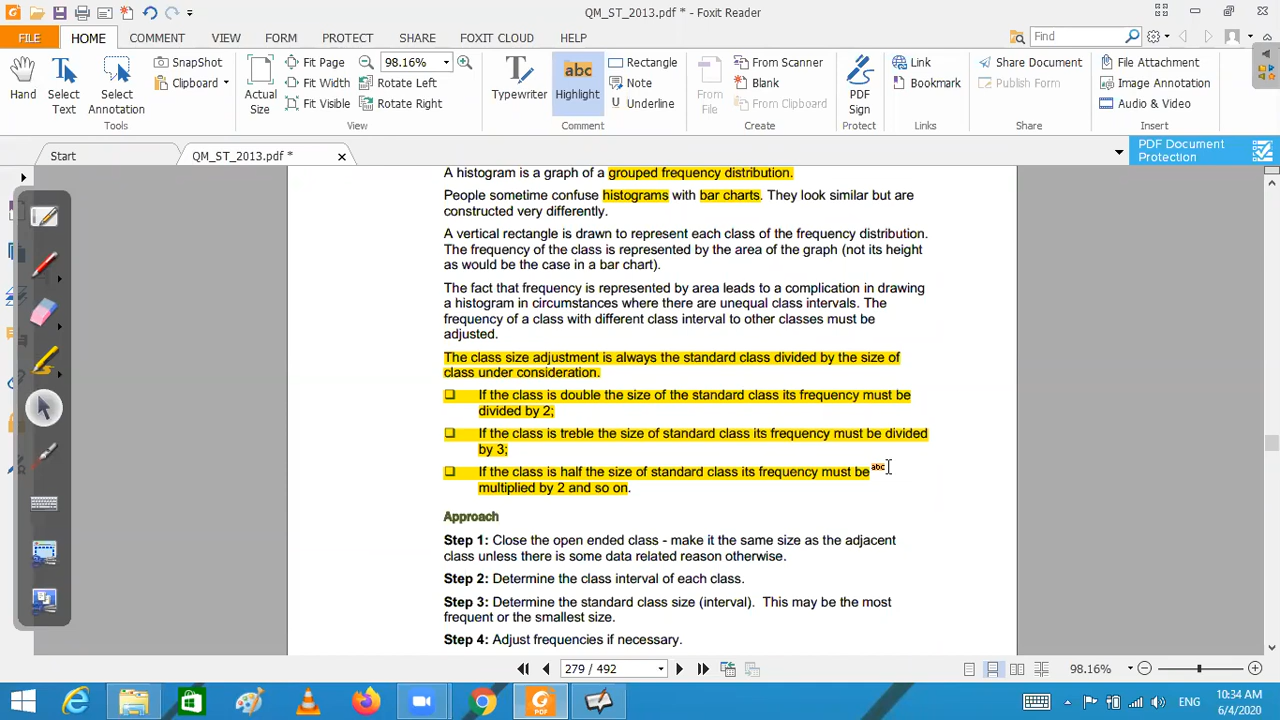 QM_ST_2013.pdf * - Foxit Reader
FILE HOME COMMENT VIEW FORM PROTECT SHARE FOXIT CLOUD HELP Find
Hand Select Text Select Annotation SnapShot Clipboard Tools
Actual Size Fit Page Fit Width Fit Visible 98.16% Rotate Left Rotate Right View
Typewriter abc Highlight Rectangle Note Underline Comment
From File From Scanner Blank From Clipboard Create
PDF Sign Protect
Link Bookmark Links
Share Document Publish Form Share
File Attachment Image Annotation Audio & Video Insert
Start QM_ST_2013.pdf * PDF Document Protection
A histogram is a graph of a grouped frequency distribution.
People sometime confuse histograms with bar charts. They look similar but are
constructed very differently.
A vertical rectangle is drawn to represent each class of the frequency distribution.
The frequency of the class is represented by the area of the graph (not its height
as would be the case in a bar chart).
The fact that frequency is represented by area leads to a complication in drawing
a histogram in circumstances where there are unequal class intervals. The
frequency of a class with different class interval to other classes must be
adjusted.
The class size adjustment is always the standard class divided by the size of
class under consideration.
If the class is double the size of the standard class its frequency must be
divided by 2;
If the class is treble the size of standard class its frequency must be divided
by 3;
If the class is half the size of standard class its frequency must be abc
multiplied by 2 and so on.
Approach
Step 1: Close the open ended class - make it the same size as the adjacent
class unless there is some data related reason otherwise.
Step 2: Determine the class interval of each class.
Step 3: Determine the standard class size (interval). This may be the most
frequent or the smallest size.
Step 4: Adjust frequencies if necessary.
279 / 492 98.16%
ENG 10:34 AM
6/4/2020